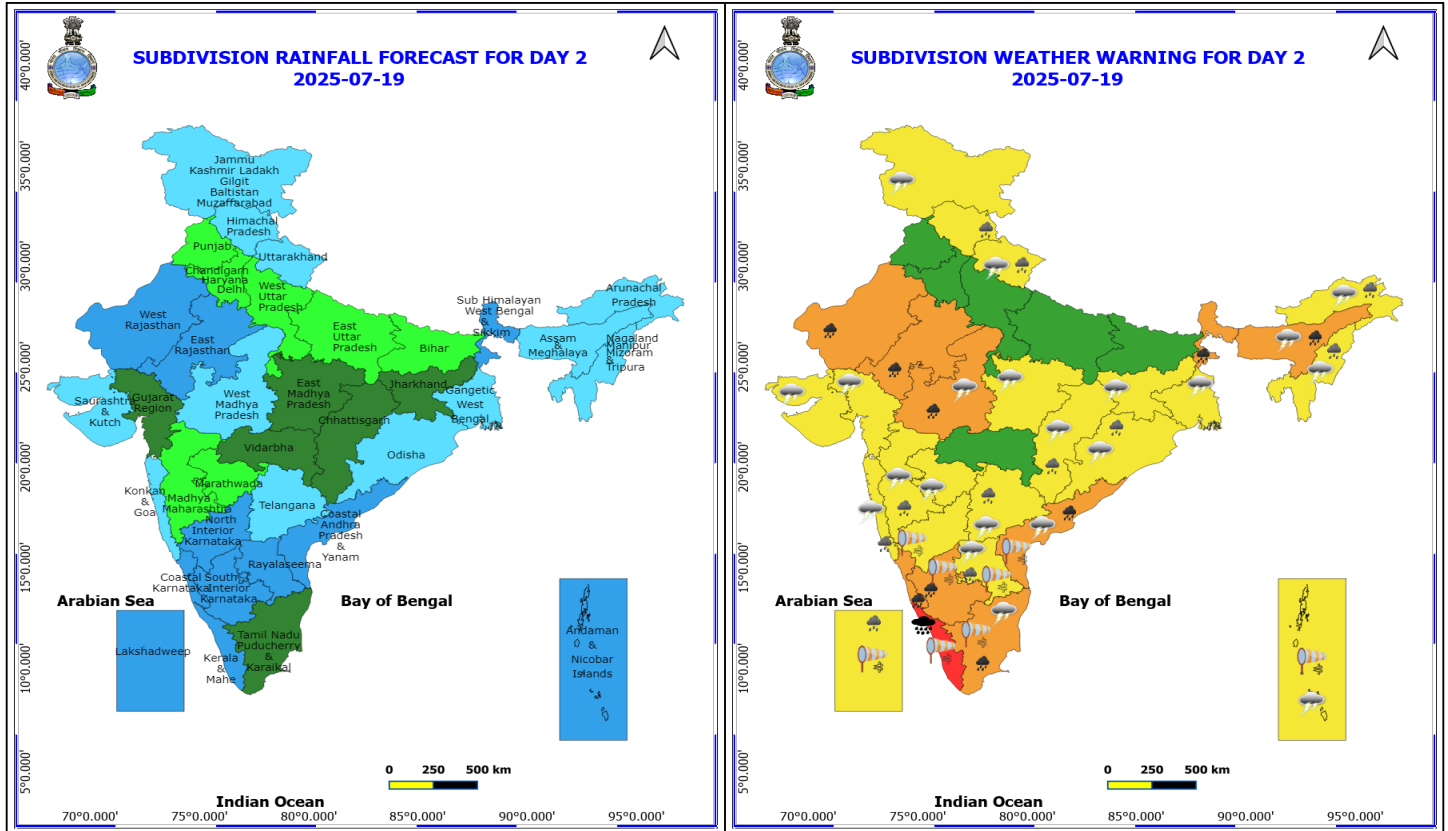 SUBDIVISION RAINFALL FORECAST FOR DAY 2
2025-07-19
40°0.000'
35°0.000'
30°0.000'
25°0.000'
20°0.000'
15°0.000'
10°0.000'
5°0.000'
Jammu
Kashmir Ladakh
Gilgit
Baltistan
Muzaffarabad
Himachal
Pradesh
Uttarakhand
Punjab
Chandigarh
Haryana
Delhi
West
Uttar
Pradesh
East
Uttar
Pradesh
Bihar
West
Rajasthan
East
Rajasthan
Sub Himalayan
West Bengal
&
Sikkim
Arunachal
Pradesh
Assam
&
Meghalaya
Nagaland
Manipur
Mizoram
&
Tripura
Saurashtra
&
Kutch
Gujarat
Region
West
Madhya
Pradesh
East
Madhya
Pradesh
Jharkhand
Gangetic
West
Bengal
Chhattisgarh
Vidarbha
Odisha
Konkan
&
Goa
Madhya
Maharashtra
Marathwada
Telangana
North
Interior
Karnataka
Coastal
Andhra
Pradesh
&
Yanam
Rayalaseema
Coastal
Karnataka
South
Interior
Karnataka
Tamil Nadu
Puducherry
&
Karaikal
Kerala
&
Mahe
Lakshadweep
Andaman
&
Nicobar
Islands
Arabian Sea
Bay of Bengal
Indian Ocean
0 250 500 km
70°0.000' 75°0.000' 80°0.000' 85°0.000' 90°0.000' 95°0.000'
SUBDIVISION WEATHER WARNING FOR DAY 2
2025-07-19
40°0.000'
35°0.000'
30°0.000'
25°0.000'
20°0.000'
15°0.000'
10°0.000'
5°0.000'
Arabian Sea
Bay of Bengal
Indian Ocean
0 250 500 km
70°0.000' 75°0.000' 80°0.000' 85°0.000' 90°0.000' 95°0.000'